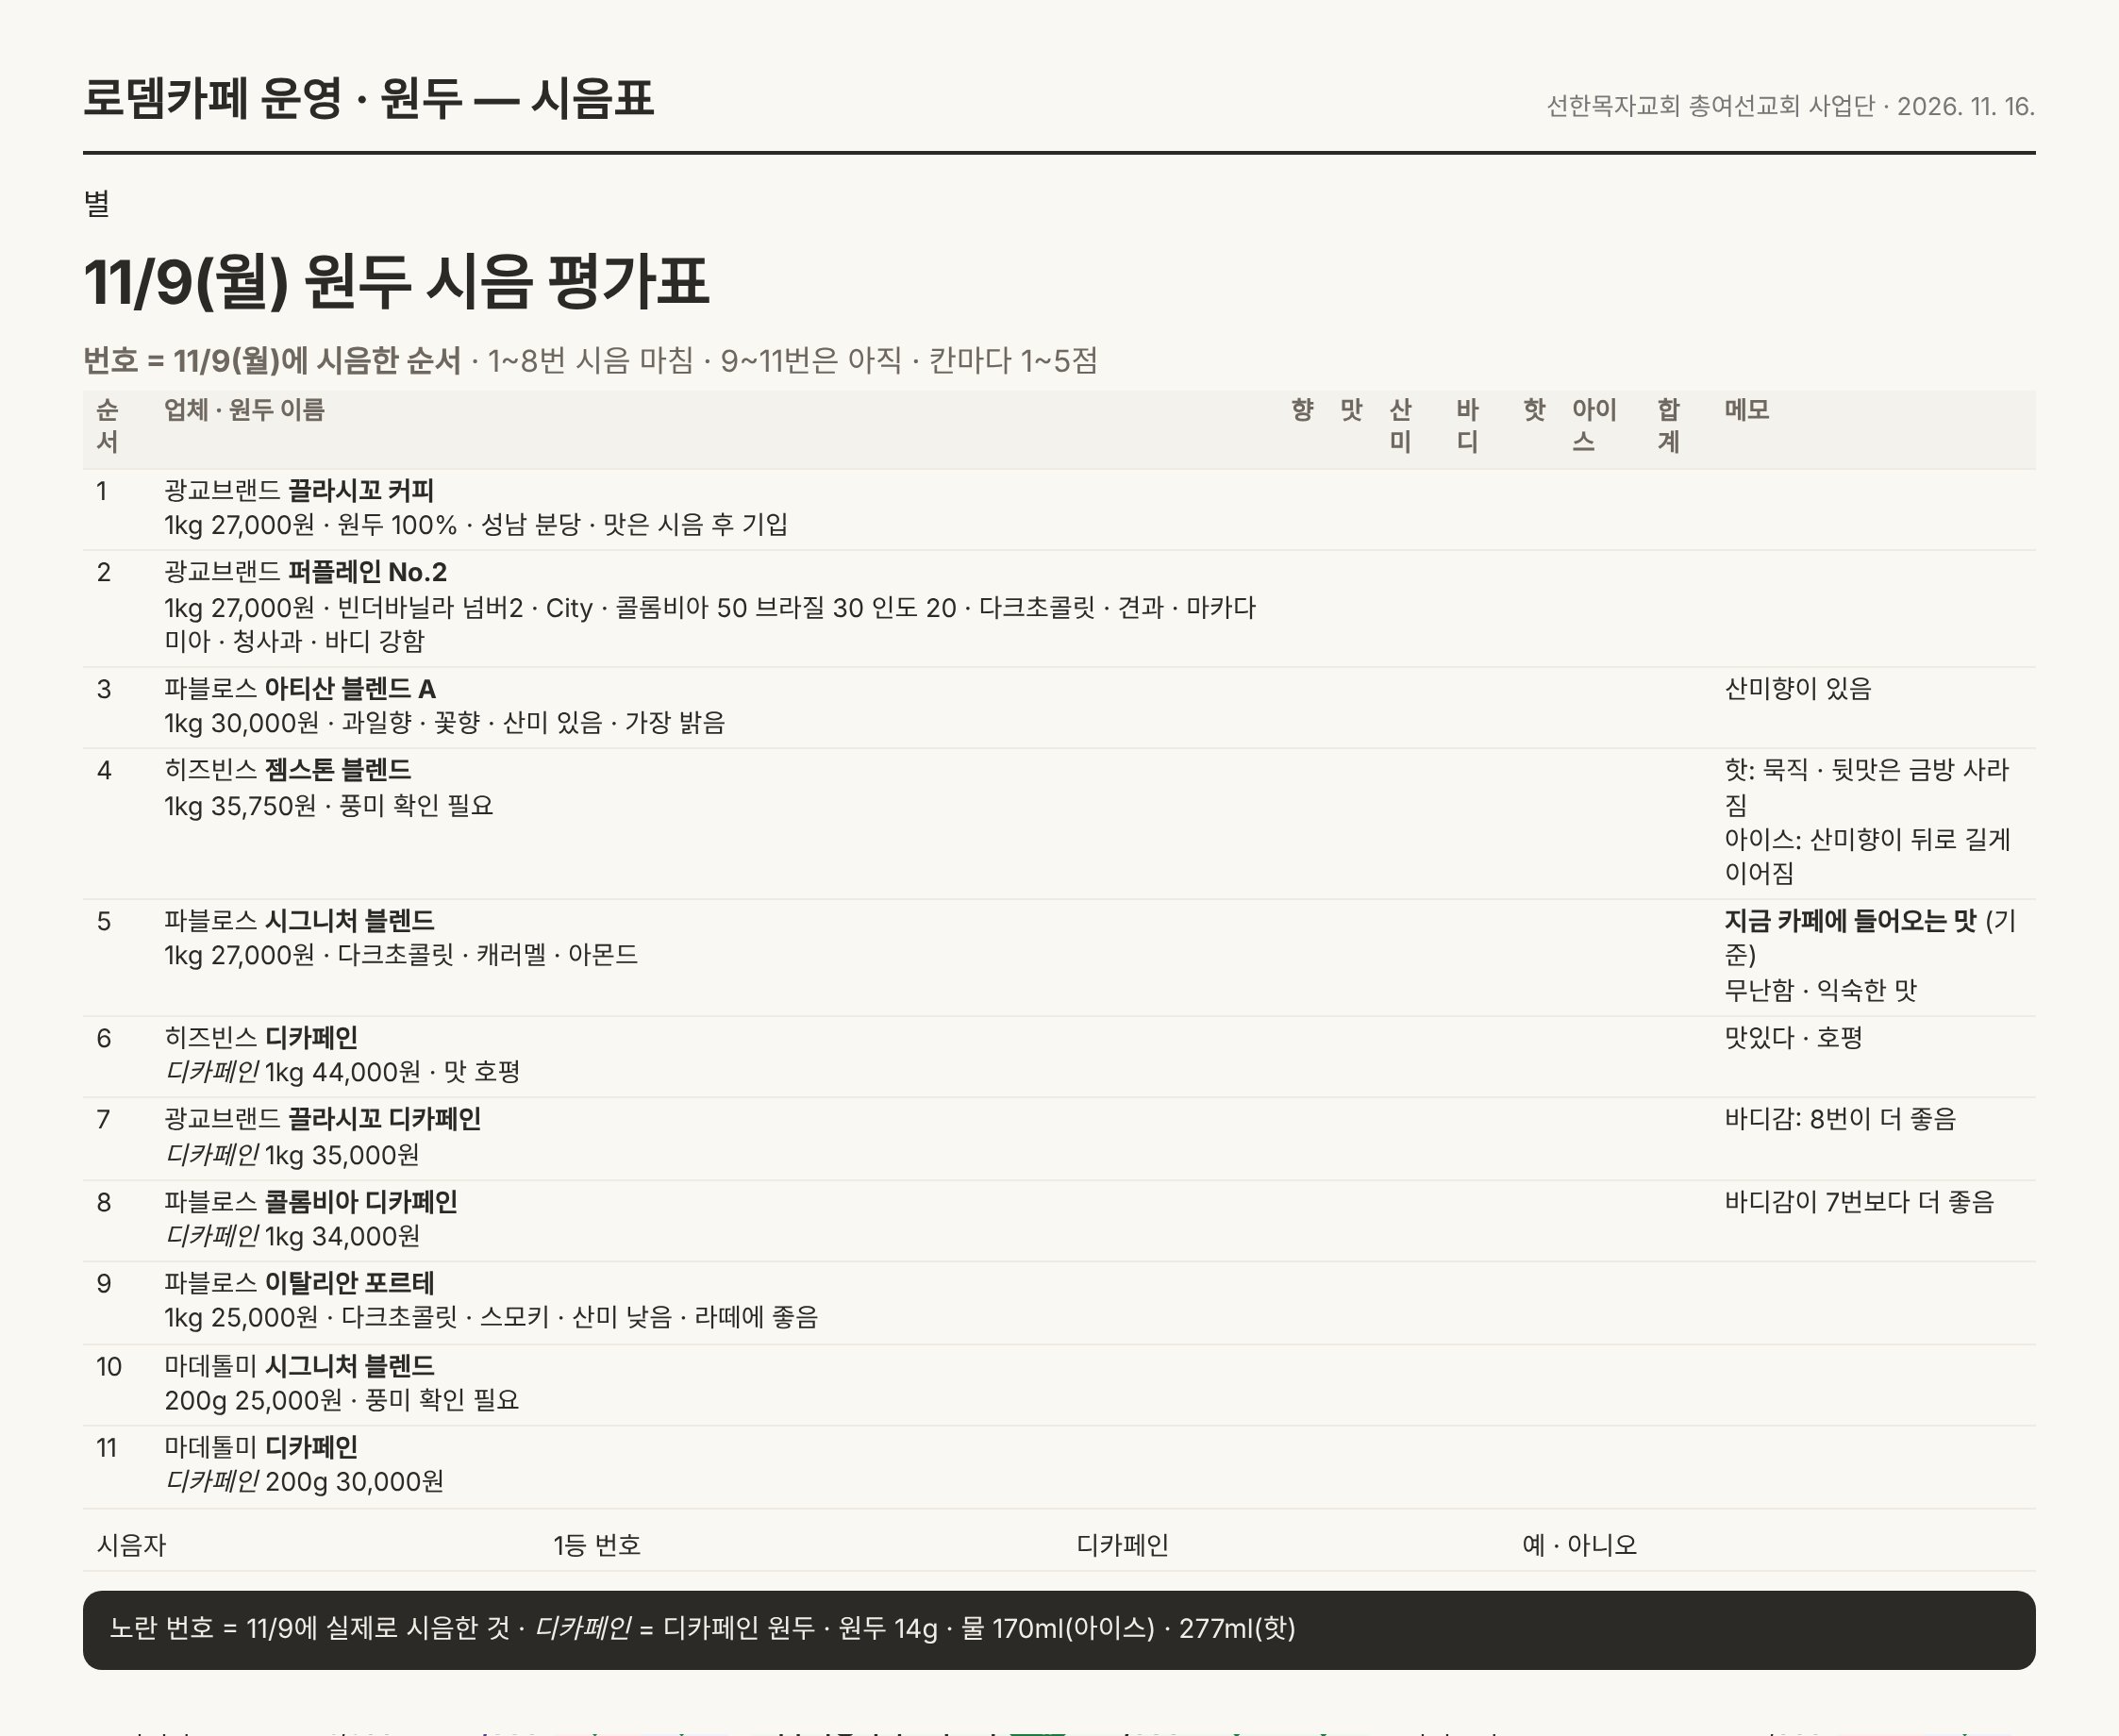 로뎀카페 운영 · 원두 — 시음표
선한목자교회 총여선교회 사업단 · 2026. 11. 16.
별
11/9(월) 원두 시음 평가표
번호 = 11/9(월)에 시음한 순서 · 1~8번 시음 마침 · 9~11번은 아직 · 칸마다 1~5점
순서 업체 · 원두 이름 향 맛 산미 바디 핫 아이스 합계 메모
1 광교브랜드 끌라시꼬 커피
1kg 27,000원 · 원두 100% · 성남 분당 · 맛은 시음 후 기입
2 광교브랜드 퍼플레인 No.2
1kg 27,000원 · 빈더바닐라 넘버2 · City · 콜롬비아 50 브라질 30 인도 20 · 다크초콜릿 · 견과 · 마카다
미아 · 청사과 · 바디 강함
3 파블로스 아티산 블렌드 A
1kg 30,000원 · 과일향 · 꽃향 · 산미 있음 · 가장 밝음
산미향이 있음
4 히즈빈스 젬스톤 블렌드
1kg 35,750원 · 풍미 확인 필요
핫: 묵직 · 뒷맛은 금방 사라
짐
아이스: 산미향이 뒤로 길게
이어짐
5 파블로스 시그니처 블렌드
1kg 27,000원 · 다크초콜릿 · 캐러멜 · 아몬드
지금 카페에 들어오는 맛 (기
준)
무난함 · 익숙한 맛
6 히즈빈스 디카페인
디카페인 1kg 44,000원 · 맛 호평
맛있다 · 호평
7 광교브랜드 끌라시꼬 디카페인
디카페인 1kg 35,000원
바디감: 8번이 더 좋음
8 파블로스 콜롬비아 디카페인
디카페인 1kg 34,000원
바디감이 7번보다 더 좋음
9 파블로스 이탈리안 포르테
1kg 25,000원 · 다크초콜릿 · 스모키 · 산미 낮음 · 라떼에 좋음
10 마데톨미 시그니처 블렌드
200g 25,000원 · 풍미 확인 필요
11 마데톨미 디카페인
디카페인 200g 30,000원
시음자 1등 번호 디카페인 예 · 아니오
노란 번호 = 11/9에 실제로 시음한 것 · 디카페인 = 디카페인 원두 · 원두 14g · 물 170ml(아이스) · 277ml(핫)